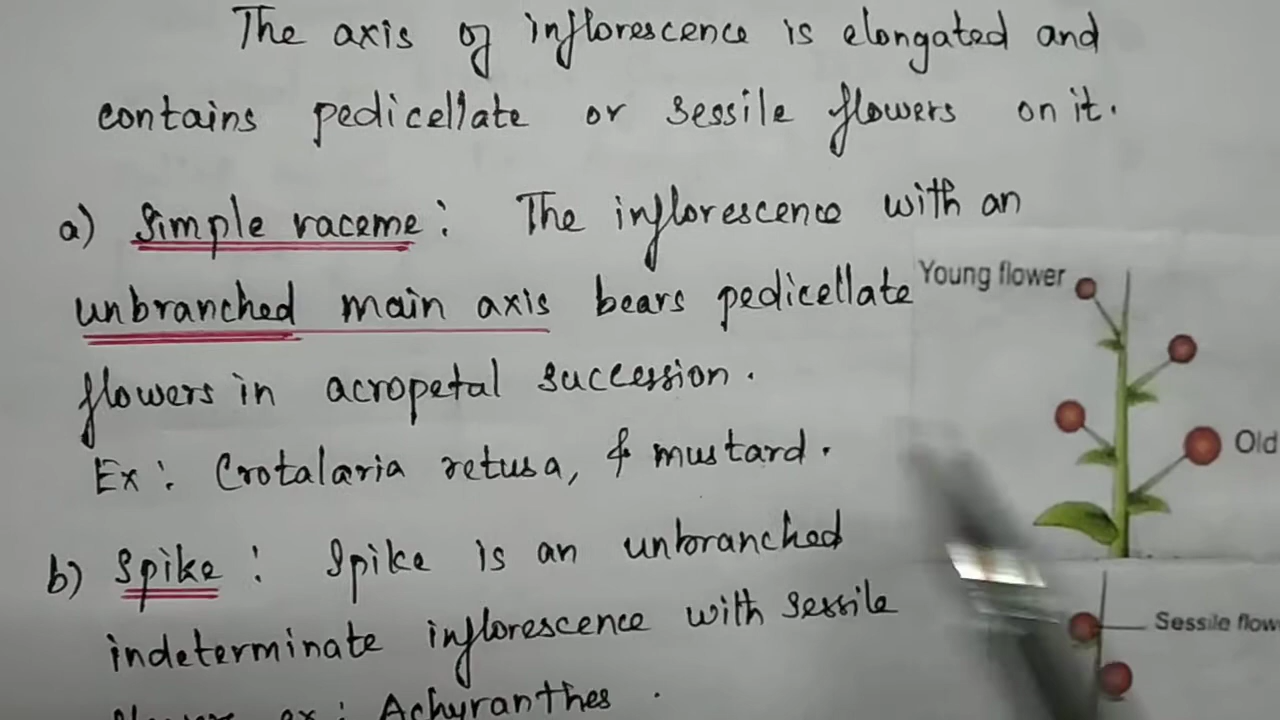 The axis of inflorescence is elongated and
contains pedicellate or sessile flowers on it.
a) Simple raceme: The inflorescence with an
unbranched main axis bears pedicellate
flowers in acropetal succession.
Ex: Crotalaria retusa, & mustard.
b) Spike: Spike is an unbranched
indeterminate inflorescence with sessile
ex: Achyranthes.
Young flower
Old
Sessile flow